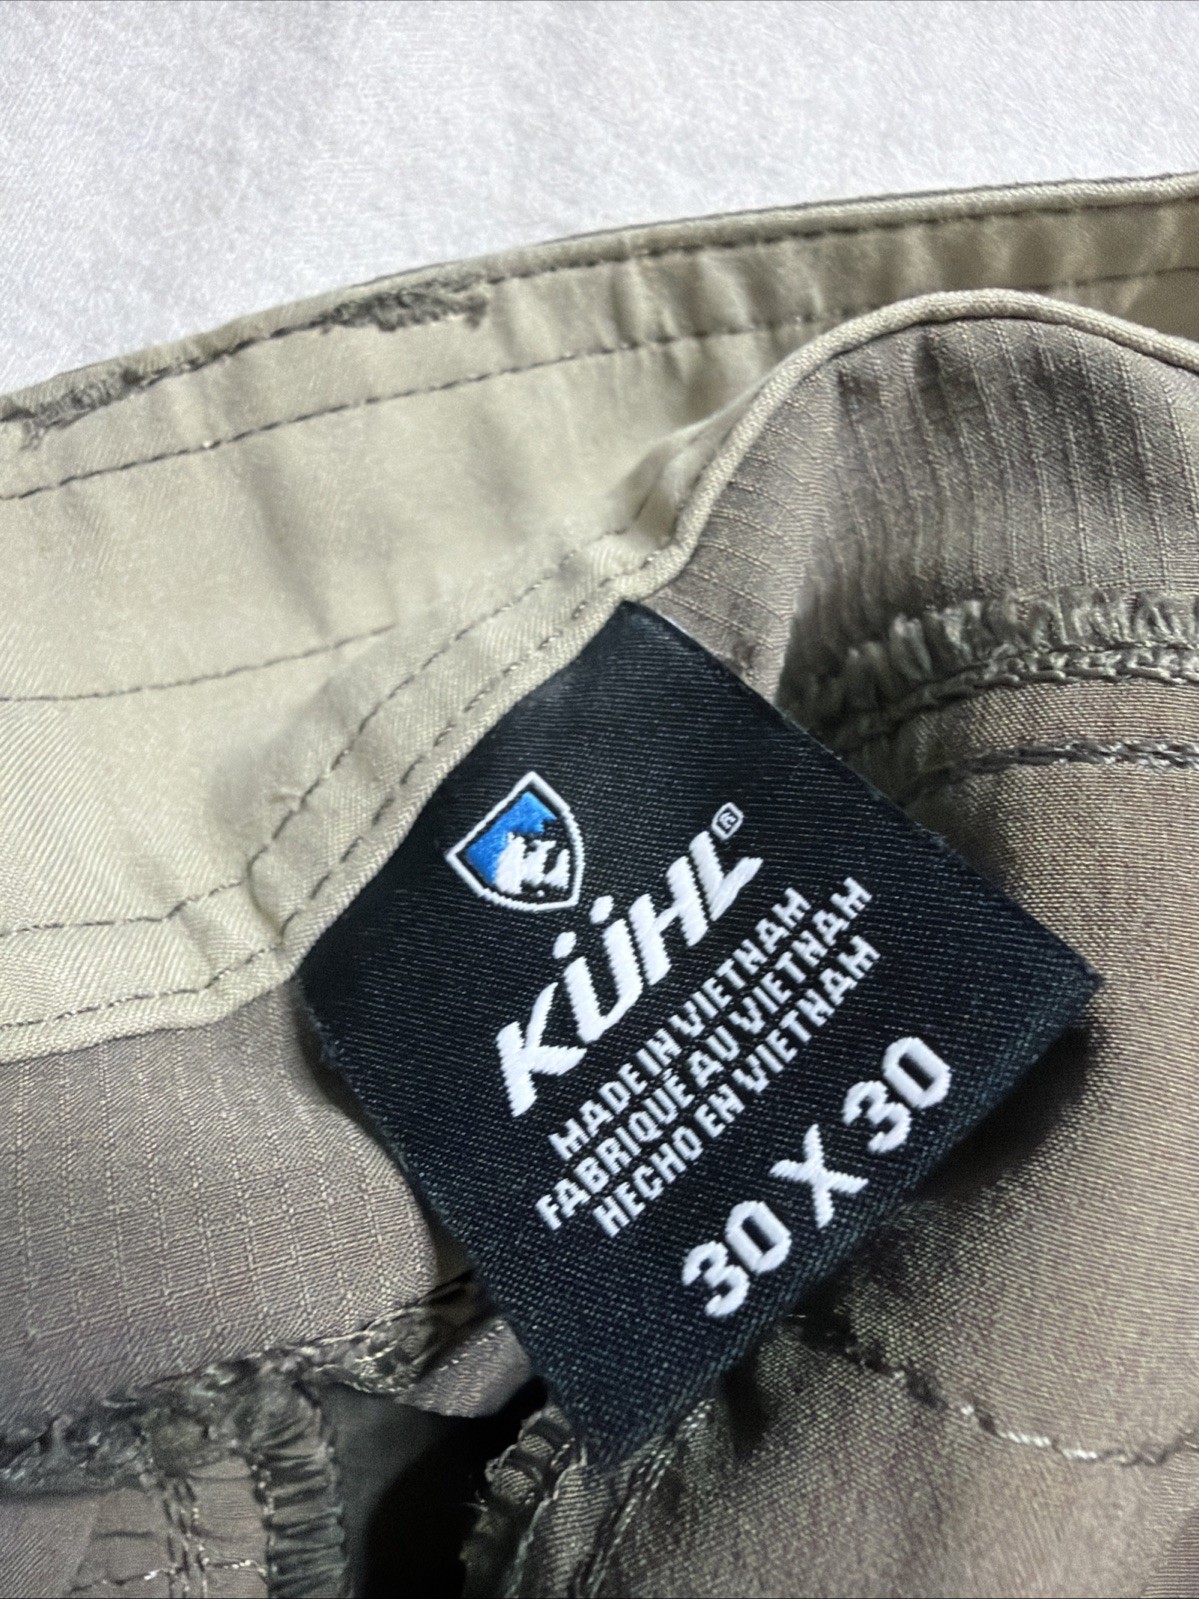 KÜHL®
MADE IN VIETNAM
FABRIQUÉ AU VIETNAM
HECHO EN VIETNAM
30 X 30